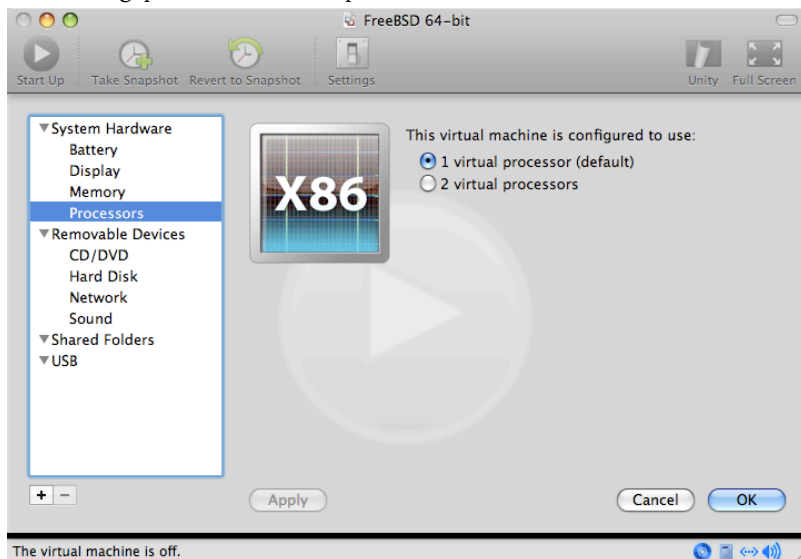 FreeBSD 64-bit
Start Up Take Snapshot Revert to Snapshot Settings Unity Full Screen
System Hardware
Battery
Display
Memory
Processors
Removable Devices
CD/DVD
Hard Disk
Network
Sound
Shared Folders
USB
X86
This virtual machine is configured to use:
1 virtual processor (default)
2 virtual processors
+ −
Apply Cancel OK
The virtual machine is off.